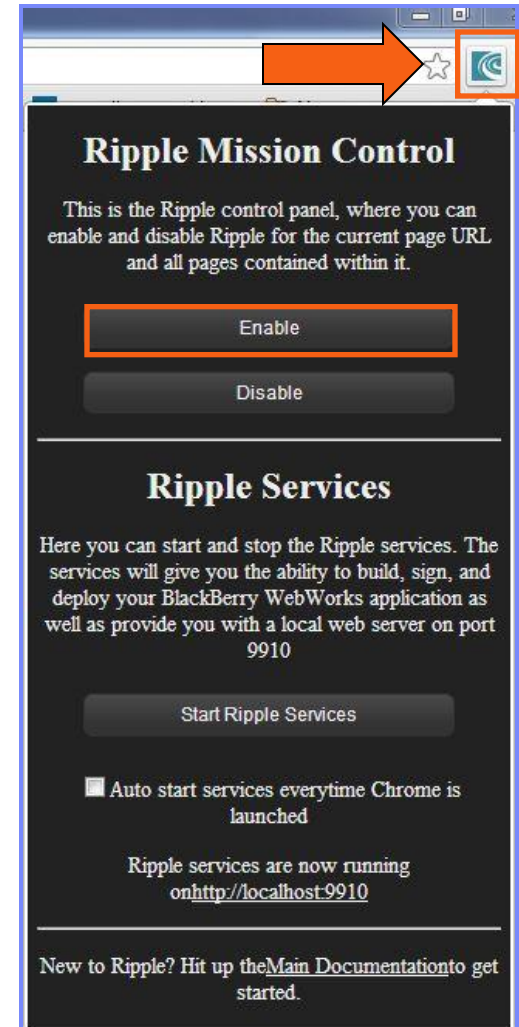 Ripple Mission Control
This is the Ripple control panel, where you can
enable and disable Ripple for the current page URL
and all pages contained within it.
Enable
Disable
Ripple Services
Here you can start and stop the Ripple services. The
services will give you the ability to build, sign, and
deploy your BlackBerry WebWorks application as
well as provide you with a local web server on port
9910
Start Ripple Services
Auto start services everytime Chrome is
launched
Ripple services are now running
onhttp://localhost:9910
New to Ripple? Hit up theMain Documentationto get
started.